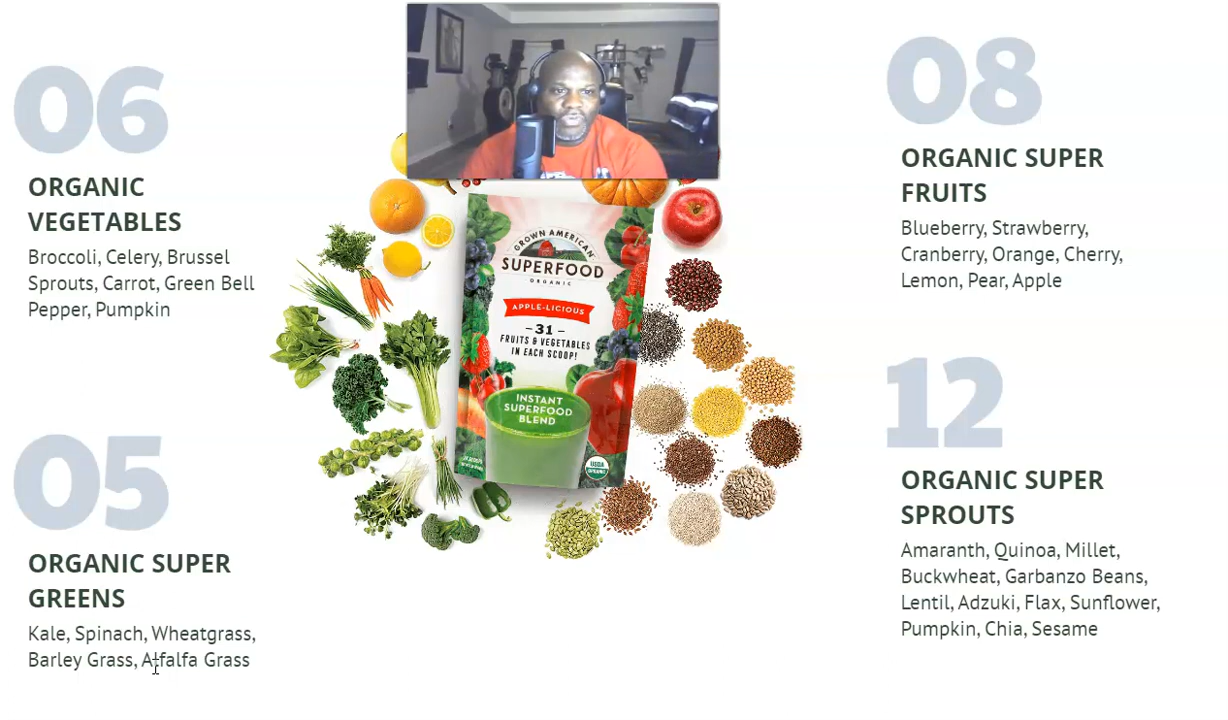 06
ORGANIC
VEGETABLES
Broccoli, Celery, Brussel
Sprouts, Carrot, Green Bell
Pepper, Pumpkin
05
ORGANIC SUPER
GREENS
Kale, Spinach, Wheatgrass,
Barley Grass, Alfalfa Grass
GROWN AMERICAN
SUPERFOOD
ORGANIC
APPLE-LICIOUS
-31-
FRUITS & VEGETABLES
IN EACH SCOOP!
INSTANT
SUPERFOOD
BLEND
USDA
ORGANIC
08
ORGANIC SUPER
FRUITS
Blueberry, Strawberry,
Cranberry, Orange, Cherry,
Lemon, Pear, Apple
12
ORGANIC SUPER
SPROUTS
Amaranth, Quinoa, Millet,
Buckwheat, Garbanzo Beans,
Lentil, Adzuki, Flax, Sunflower,
Pumpkin, Chia, Sesame